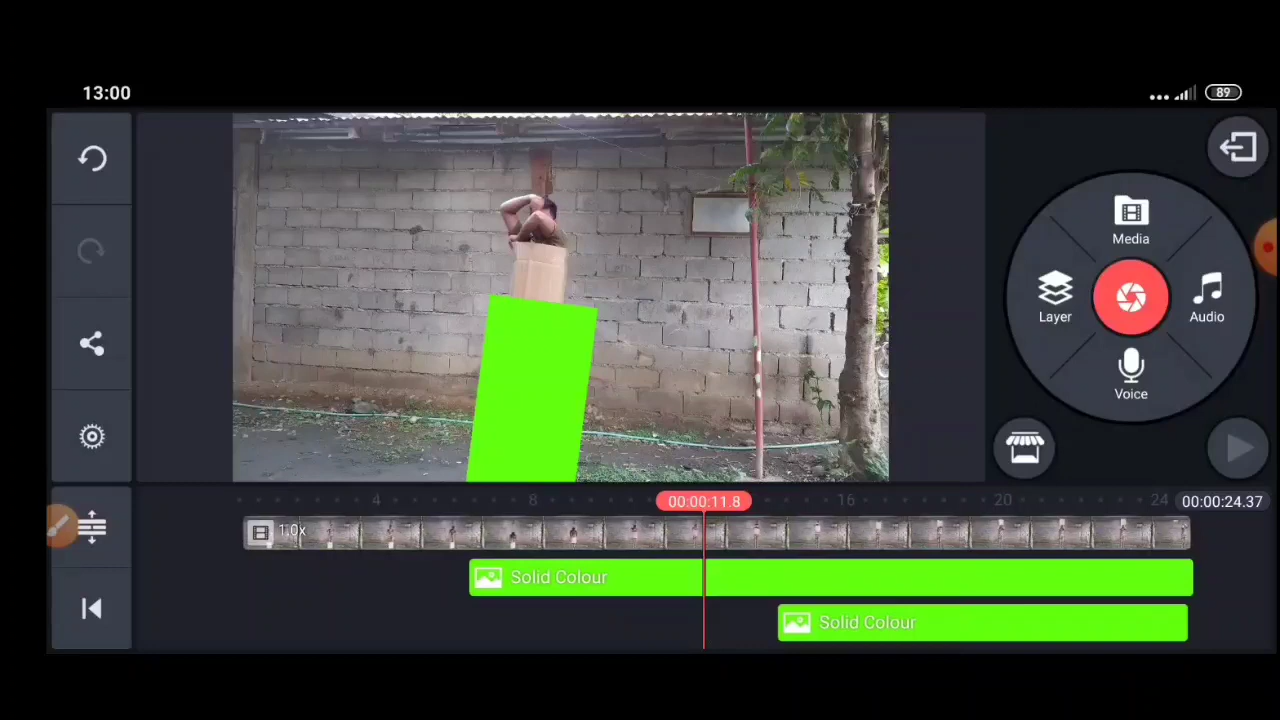 13:00
89
Media
Layer
Audio
Voice
4
8
00:00:11.8
16
20
24
00:00:24.37
1.0x
Solid Colour
Solid Colour